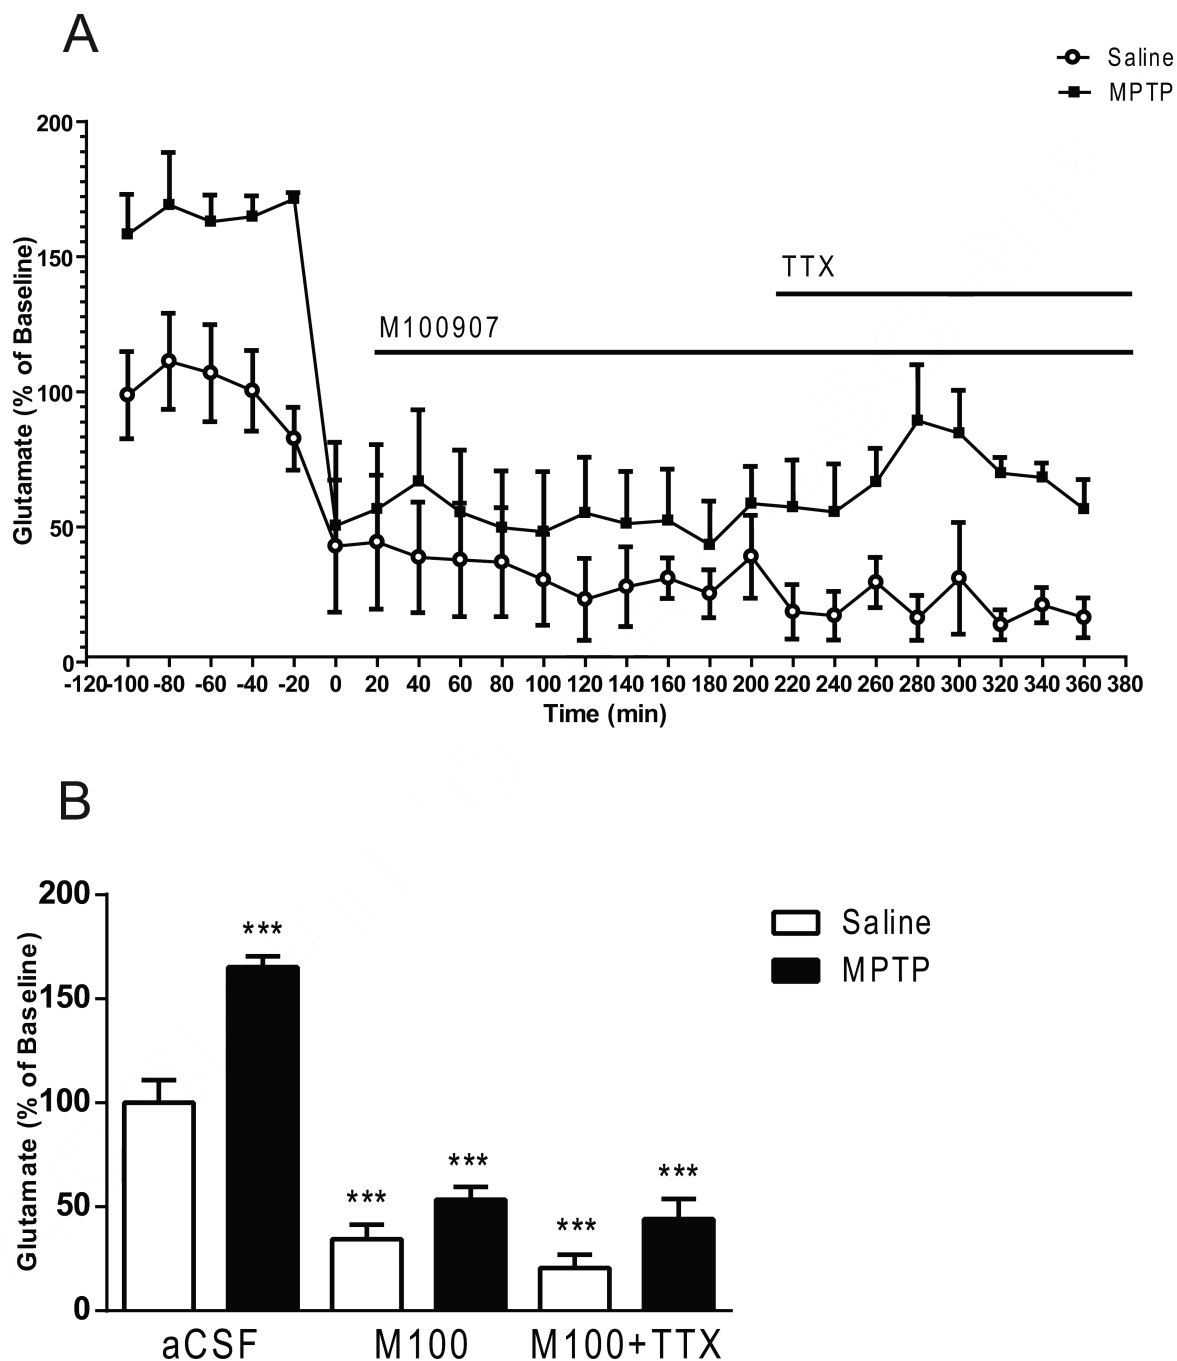 A
Saline
MPTP
200
150
100
50
0
Glutamate (% of Baseline)
TTX
M100907
-120 -100 -80 -60 -40 -20 0 20 40 60 80 100 120 140 160 180 200 220 240 260 280 300 320 340 360 380
Time (min)
B
200
150
100
50
0
Glutamate (% of Baseline)
***
***
***
***
***
Saline
MPTP
aCSF M100 M100+TTX